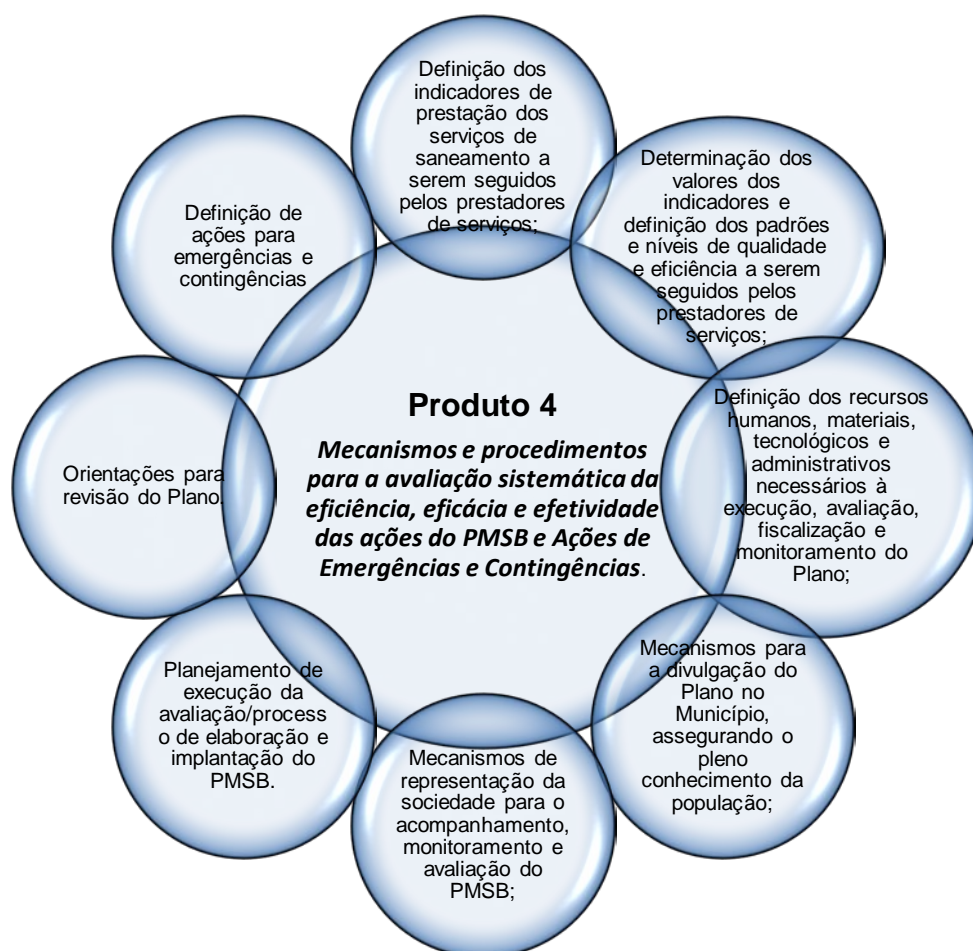 Definição dos
indicadores de
prestação dos
serviços de
saneamento a
serem seguidos
pelos prestadores
de serviços;
Determinação dos
valores dos
indicadores e
definição dos padrões
e níveis de qualidade
e eficiência a serem
seguidos pelos
prestadores de
serviços;
Definição dos recursos
humanos, materiais,
tecnológicos e
administrativos
necessários à
execução, avaliação,
fiscalização e
monitoramento do
Plano;
Mecanismos para
a divulgação do
Plano no
Município,
assegurando o
pleno
conhecimento da
população;
Mecanismos de
representação da
sociedade para o
acompanhamento,
monitoramento e
avaliação do
PMSB;
Planejamento de
execução da
avaliação/process
o de elaboração e
implantação do
PMSB.
Orientações para
revisão do Plano.
Definição de
ações para
emergências e
contingências
Produto 4
Mecanismos e procedimentos
para a avaliação sistemática da
eficiência, eficácia e efetividade
das ações do PMSB e Ações de
Emergências e Contingências.